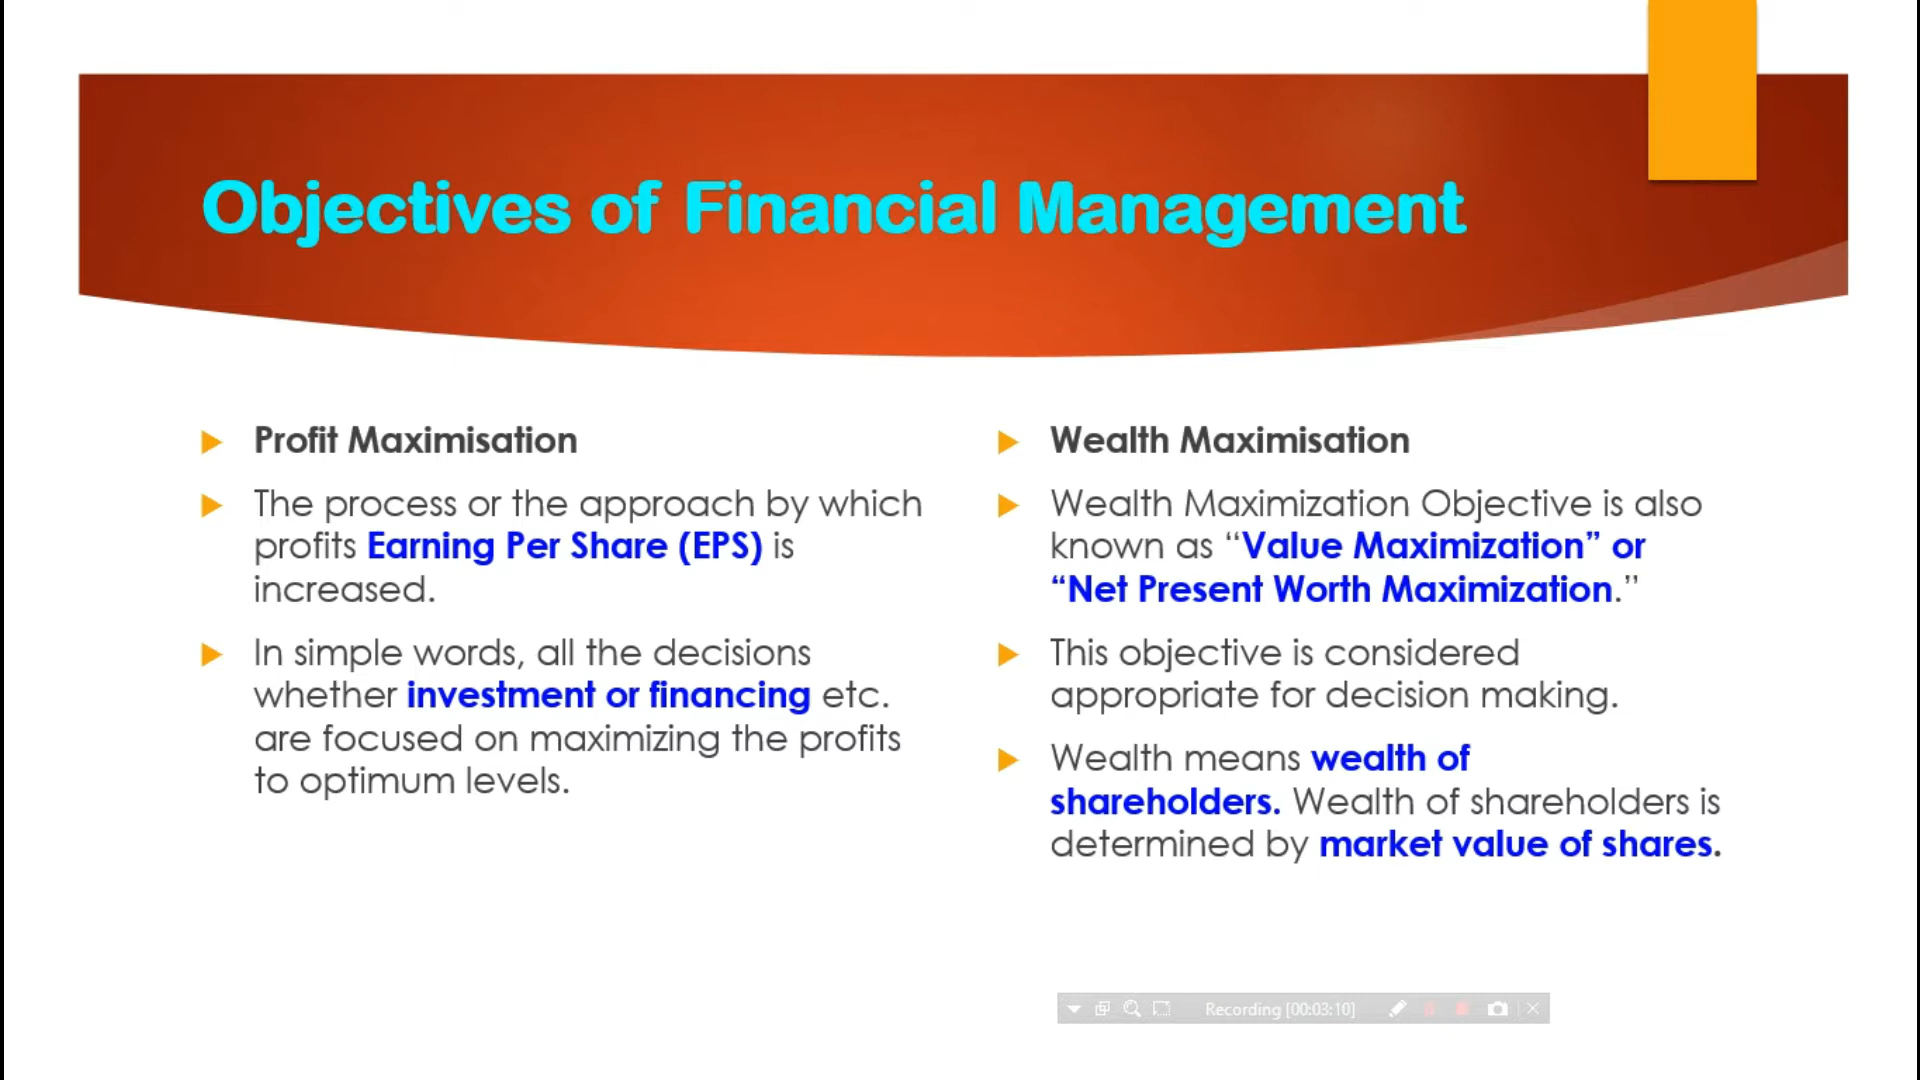 Objectives of Financial Management
Profit Maximisation
The process or the approach by which
profits Earning Per Share (EPS) is
increased.
In simple words, all the decisions
whether investment or financing etc.
are focused on maximizing the profits
to optimum levels.
Wealth Maximisation
Wealth Maximization Objective is also
known as “Value Maximization” or
“Net Present Worth Maximization.”
This objective is considered
appropriate for decision making.
Wealth means wealth of
shareholders. Wealth of shareholders is
determined by market value of shares.
Recording [00:03:10]